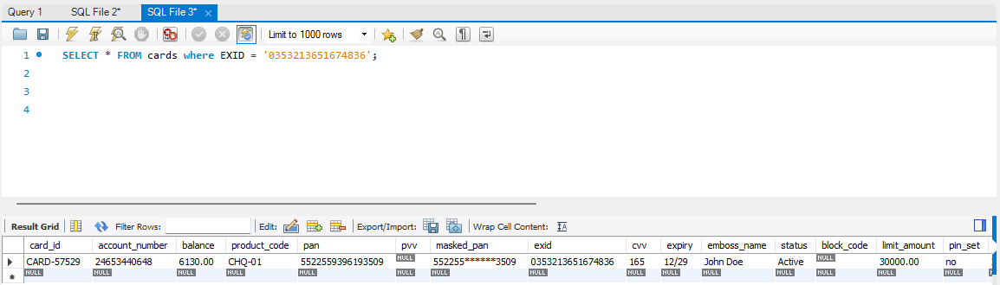 Query 1 SQL File 2* SQL File 3*
Limit to 1000 rows
1 SELECT * FROM cards where EXID = '0353213651674836';
2
3
4
Result Grid Filter Rows: Edit: Export/Import: Wrap Cell Content: IA
card_id account_number balance product_code pan pvv masked_pan exid cvv expiry emboss_name status block_code limit_amount pin_set
CARD-57529 24653440648 6130.00 CHQ-01 5522559396193509 NULL 552255******3509 0353213651674836 165 12/29 John Doe Active NULL 30000.00 no
NULL NULL NULL NULL NULL NULL NULL NULL NULL NULL NULL NULL NULL NULL NULL